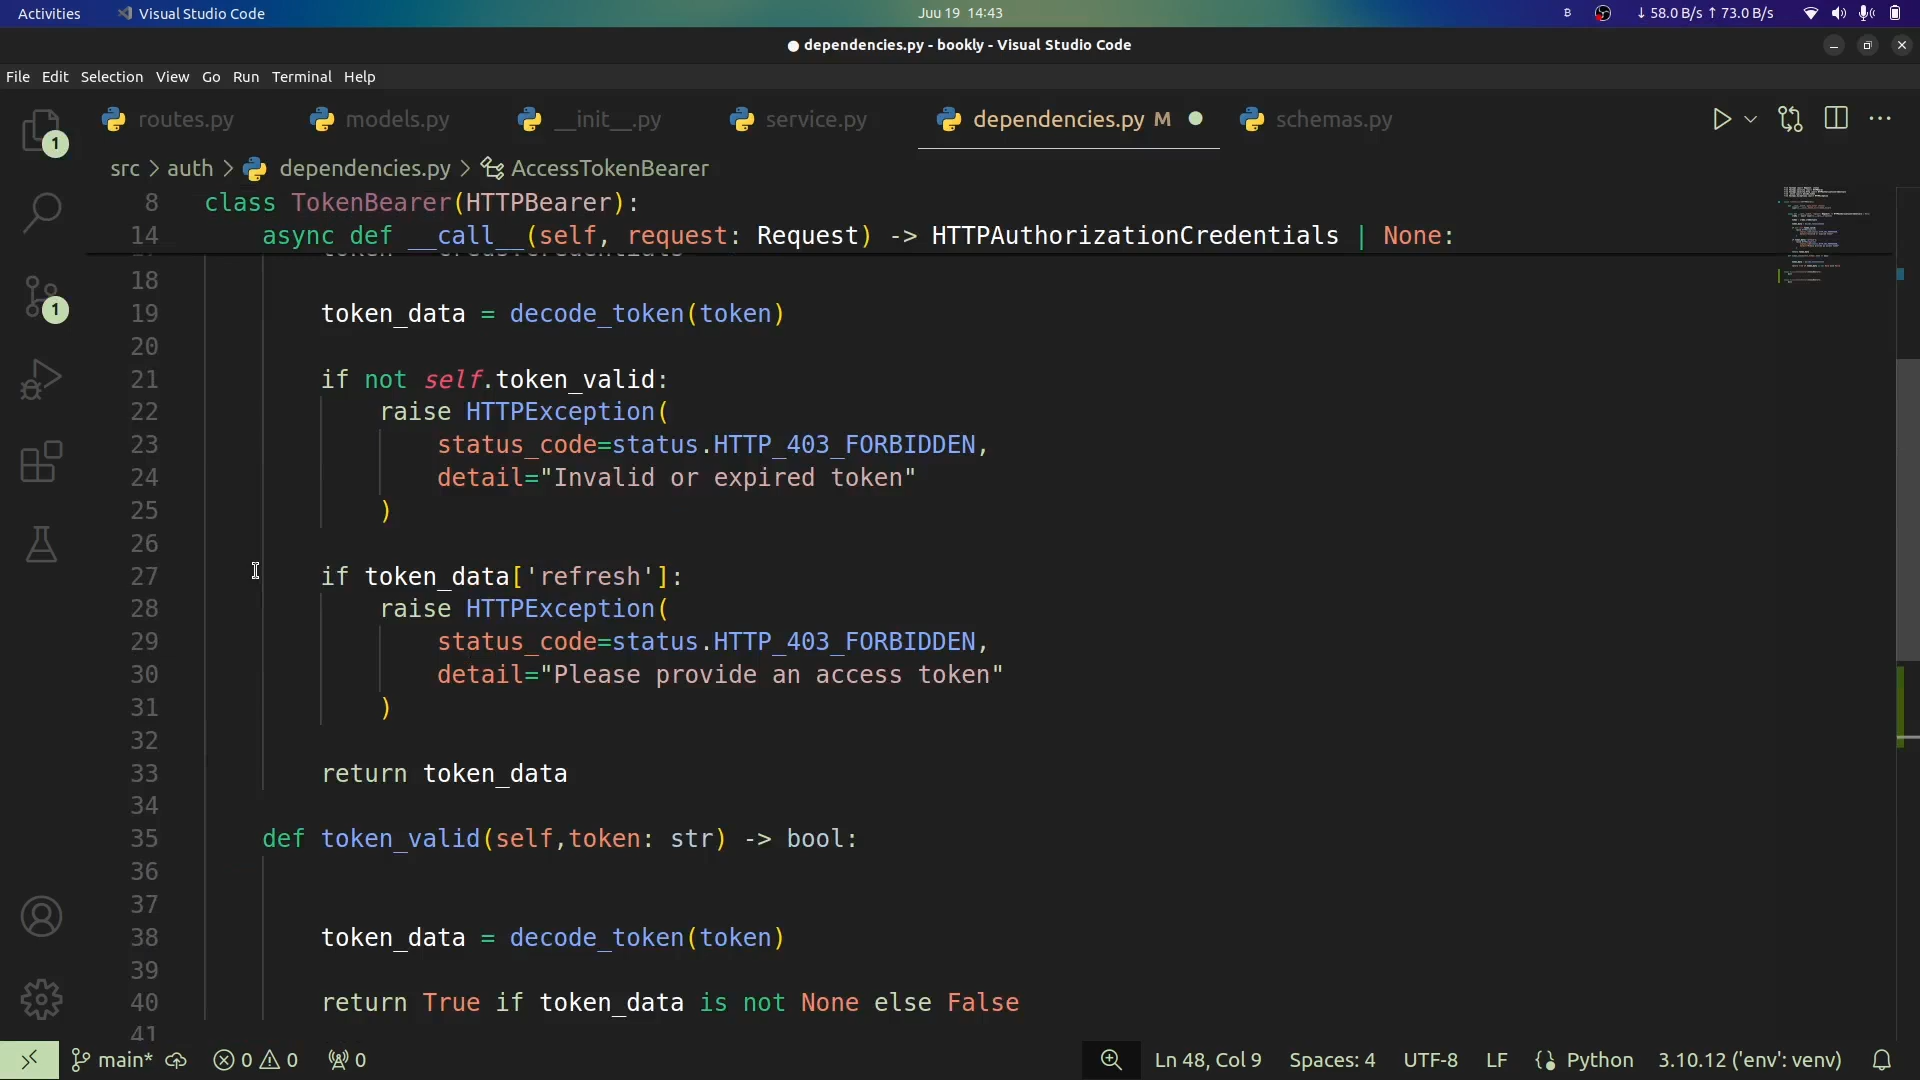 Activities Visual Studio Code Juu 19 14:43 ↓ 58.0 B/s ↑ 73.0 B/s
● dependencies.py - bookly - Visual Studio Code
File Edit Selection View Go Run Terminal Help
routes.py models.py __init__.py service.py dependencies.py M schemas.py
1
src > auth > dependencies.py > AccessTokenBearer
8 class TokenBearer(HTTPBearer):
14 async def __call__(self, request: Request) -> HTTPAuthorizationCredentials | None:
18
19 token_data = decode_token(token)
20
21 if not self.token_valid:
22 raise HTTPException(
23 status_code=status.HTTP_403_FORBIDDEN,
24 detail="Invalid or expired token"
25 )
26
27 if token_data['refresh']:
28 raise HTTPException(
29 status_code=status.HTTP_403_FORBIDDEN,
30 detail="Please provide an access token"
31 )
32
33 return token_data
34
35 def token_valid(self,token: str) -> bool:
36
37
38 token_data = decode_token(token)
39
40 return True if token_data is not None else False
41
1
main* 0 0 0 Ln 48, Col 9 Spaces: 4 UTF-8 LF Python 3.10.12 ('env': venv)